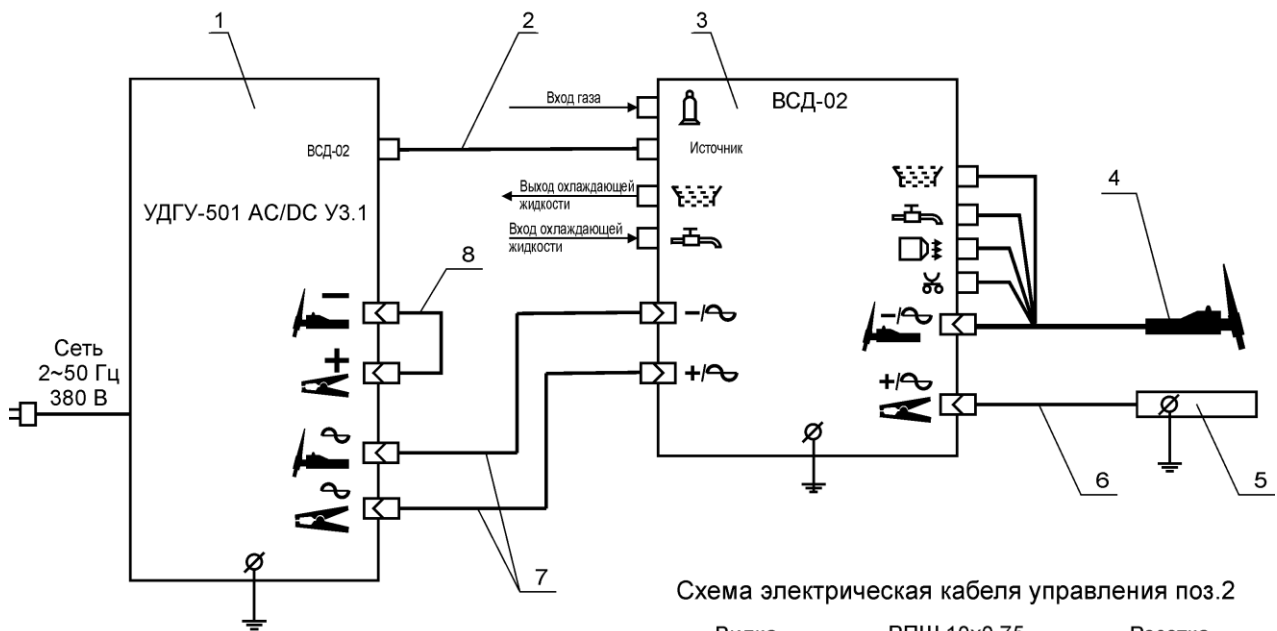 1
2
3
ВСД-02
Вход газа
ВСД-02
Источник
Выход охлаждающей
жидкости
4
УДГУ-501 АС/DC У3.1
Вход охлаждающей
жидкости
8
–
–/
–/
+
Сеть
2~50 Гц
380 В
+/
+/
7
6
5
Схема электрическая кабеля управления поз.2